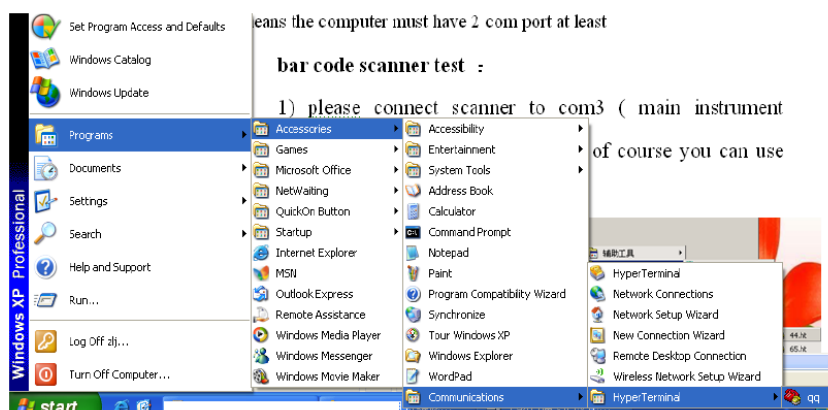 Set Program Access and Defaults
Windows Catalog
Windows Update
Programs
Documents
Settings
Search
Help and Support
Run...
Log Off zlj...
Turn Off Computer...
Windows XP Professional
start
eans the computer must have 2 com port at least
bar code scanner test :
1) please connect scanner to com3 ( main instrument
of course you can use
Accessories
Games
Microsoft Office
NetWaiting
QuickOn Button
Startup
Internet Explorer
MSN
Outlook Express
Remote Assistance
Windows Media Player
Windows Messenger
Windows Movie Maker
Accessibility
Entertainment
System Tools
Address Book
Calculator
Command Prompt
Notepad
Paint
Program Compatibility Wizard
Synchronize
Tour Windows XP
Windows Explorer
WordPad
Communications
辅助工具
HyperTerminal
Network Connections
Network Setup Wizard
New Connection Wizard
Remote Desktop Connection
Wireless Network Setup Wizard
HyperTerminal
44.ht
65.ht
qq